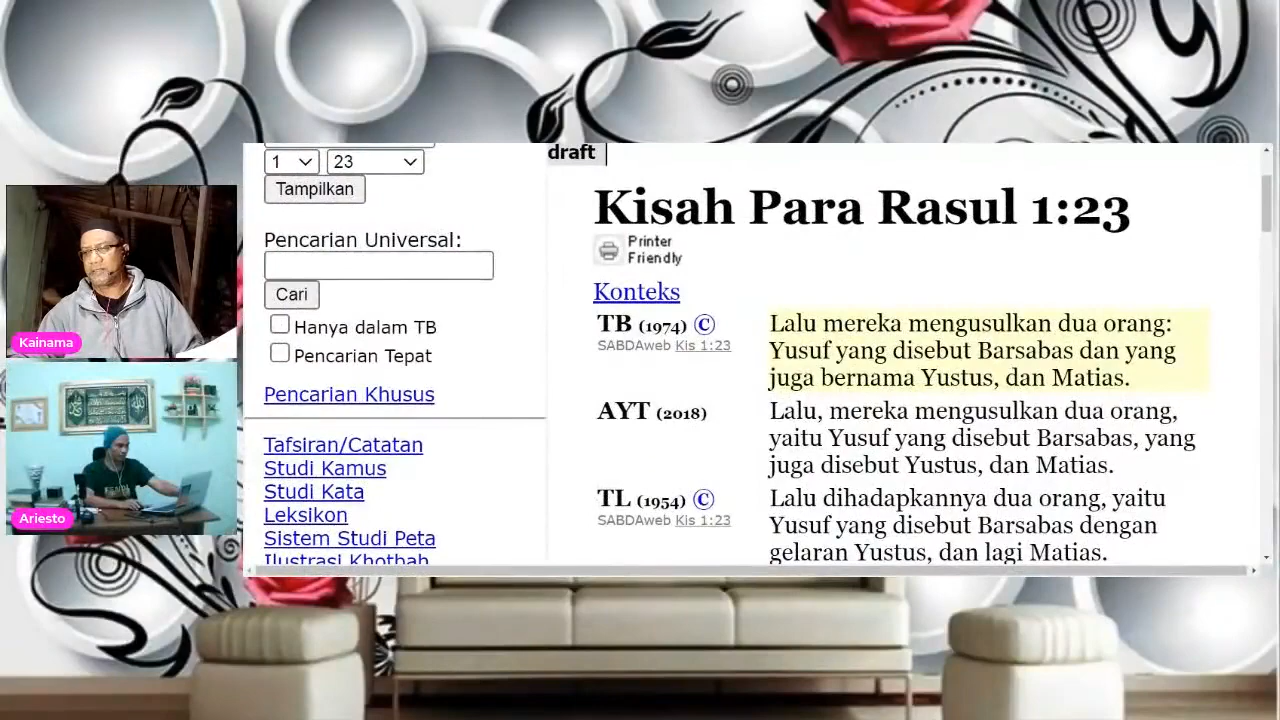 draft
1
23
Tampilkan
Pencarian Universal:
Cari
Hanya dalam TB
Pencarian Tepat
Pencarian Khusus
Tafsiran/Catatan
Studi Kamus
Studi Kata
Leksikon
Sistem Studi Peta
Ilustrasi Khotbah
Kisah Para Rasul 1:23
Printer
Friendly
Konteks
TB (1974) ©
SABDAweb Kis 1:23
Lalu mereka mengusulkan dua orang:
Yusuf yang disebut Barsabas dan yang
juga bernama Yustus, dan Matias.
AYT (2018)
Lalu, mereka mengusulkan dua orang,
yaitu Yusuf yang disebut Barsabas, yang
juga disebut Yustus, dan Matias.
TL (1954) ©
SABDAweb Kis 1:23
Lalu dihadapkannya dua orang, yaitu
Yusuf yang disebut Barsabas dengan
gelaran Yustus, dan lagi Matias.
Kainama
Ariesto